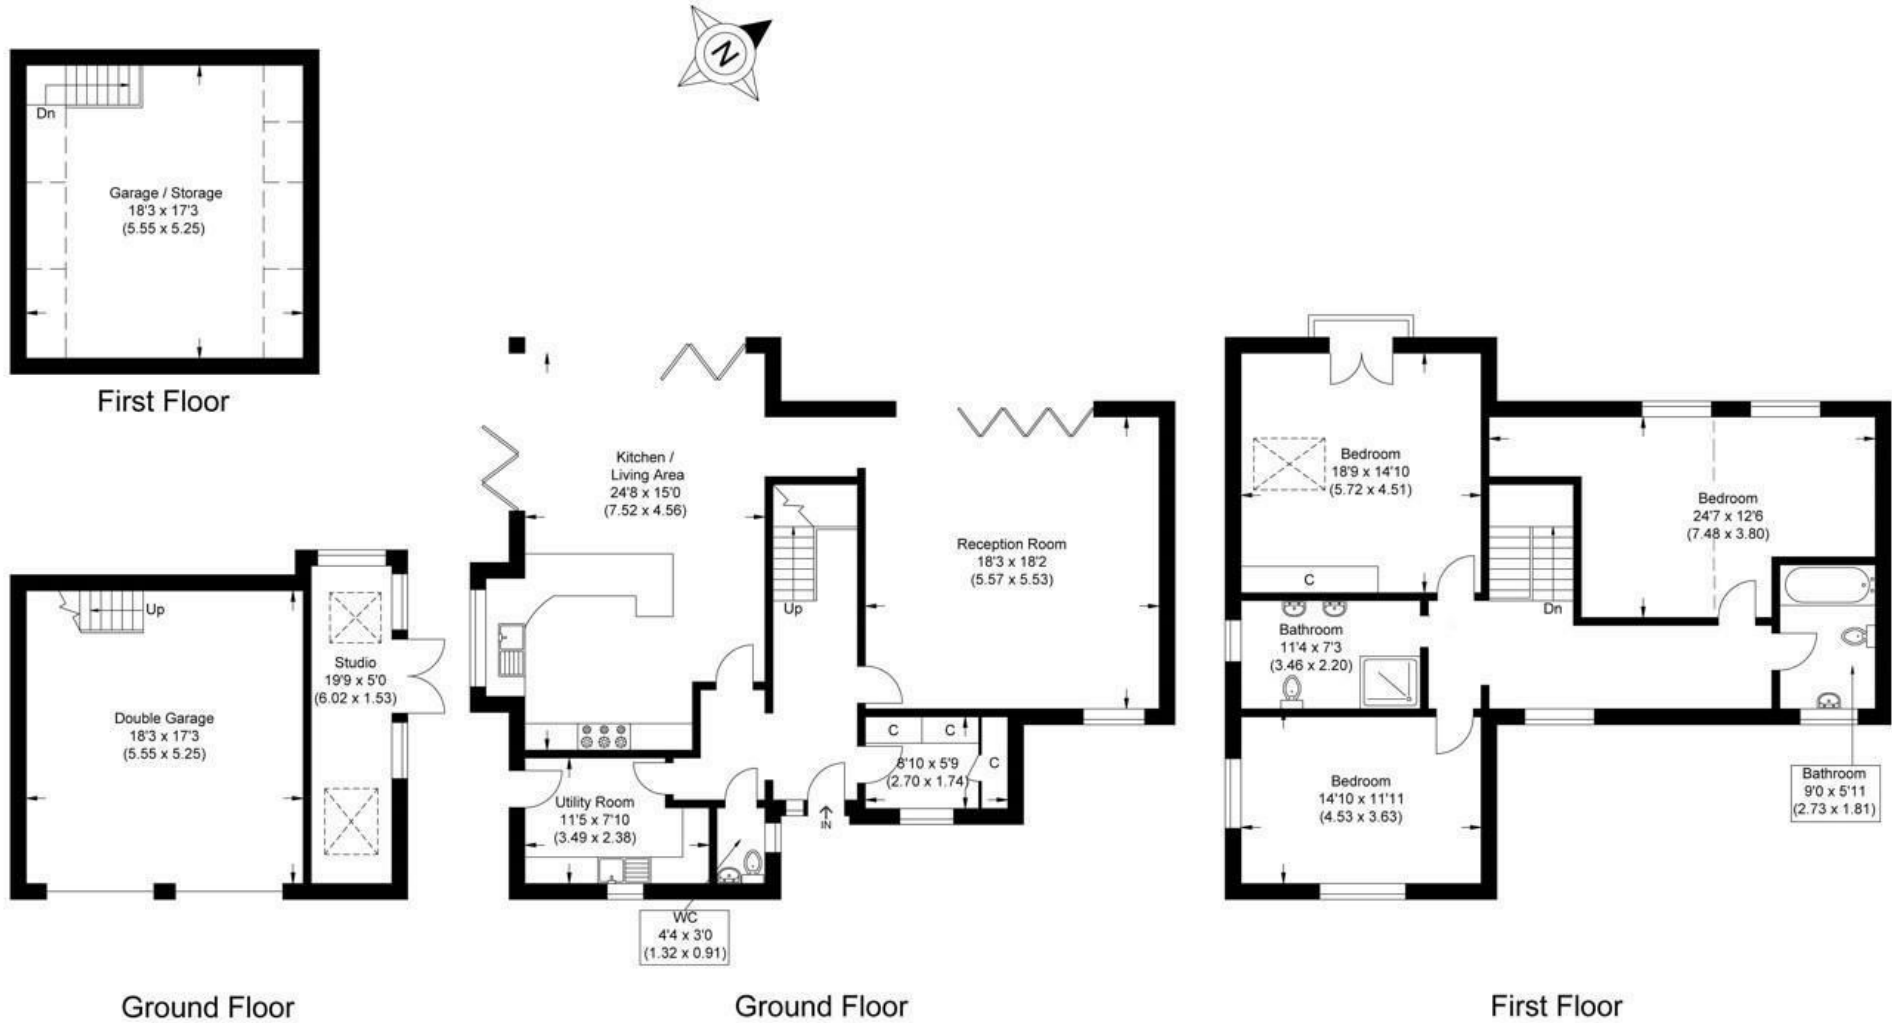 N
Dn
Garage / Storage
18'3 x 17'3
(5.55 x 5.25)
First Floor
Up
Double Garage
18'3 x 17'3
(5.55 x 5.25)
Studio
19'9 x 5'0
(6.02 x 1.53)
Ground Floor
Kitchen /
Living Area
24'8 x 15'0
(7.52 x 4.56)
Reception Room
18'3 x 18'2
(5.57 x 5.53)
Up
C
C
C
8'10 x 5'9
(2.70 x 1.74)
Utility Room
11'5 x 7'10
(3.49 x 2.38)
IN
WC
4'4 x 3'0
(1.32 x 0.91)
Ground Floor
Bedroom
18'9 x 14'10
(5.72 x 4.51)
C
Bedroom
24'7 x 12'6
(7.48 x 3.80)
Dn
Bathroom
11'4 x 7'3
(3.46 x 2.20)
Bedroom
14'10 x 11'11
(4.53 x 3.63)
Bathroom
9'0 x 5'11
(2.73 x 1.81)
First Floor